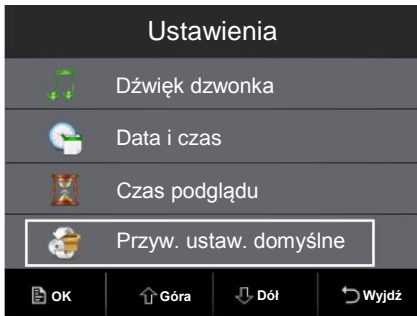 Ustawienia
Dźwięk dzwonka
Data i czas
Czas podglądu
Przyw. ustaw. domyślne
OK Góra Dół Wyjdź